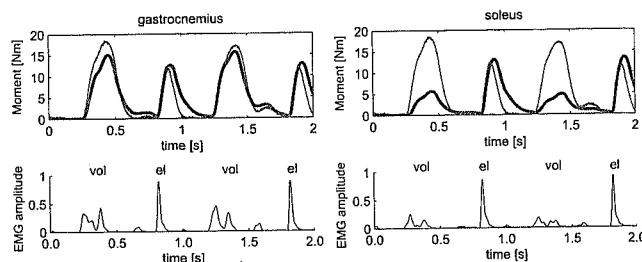 gastrocnemius
soleus
Moment [Nm]
20
15
10
5
0
0 0.5 1 1.5 2
time [s]
Moment [Nm]
20
15
10
5
0
0 0.5 1 1.5 2
time [s]
vol el vol el
EMG amplitude
1
0.5
0
0 0.5 1.0 1.5 2.0
time [s]
vol el vol el
EMG amplitude
1
0.5
0
0 0.5 1.0 1.5 2.0
time [s]